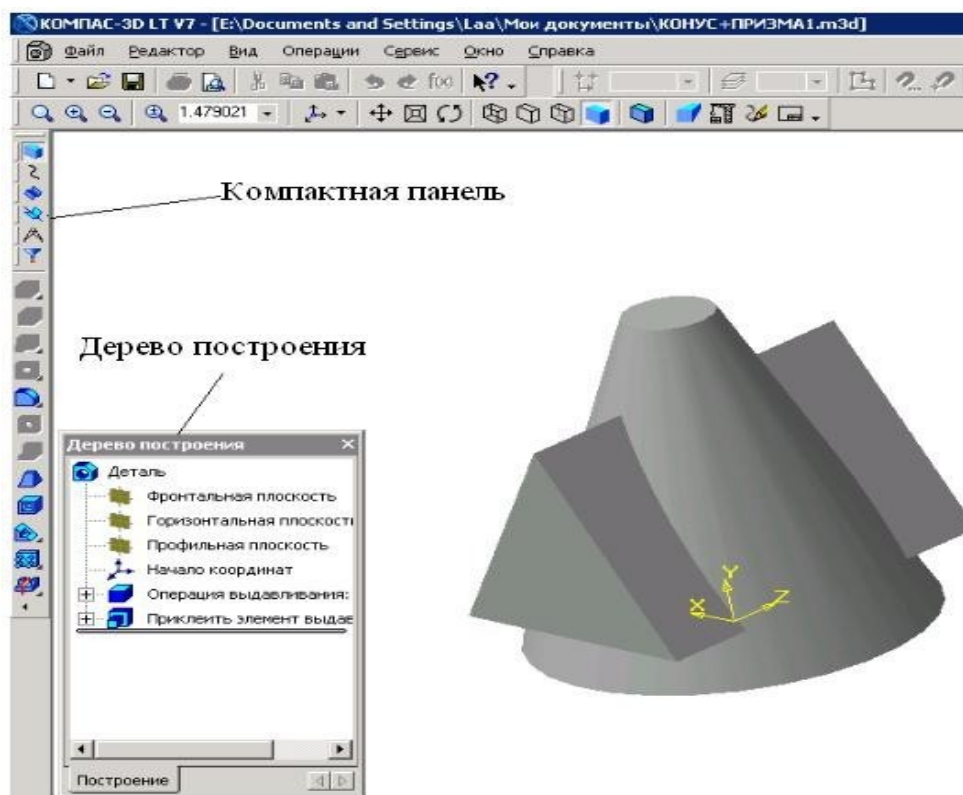 КОМПАС-3D LT V7 - [E:\Documents and Settings\Laa\Мои документы\КОНУС+ПРИЗМА1.m3d]
Файл Редактор Вид Операции Сервис Окно Справка
f(x)
1.479021
Компактная панель
Дерево построения
Дерево построения
Деталь
Фронтальная плоскость
Горизонтальная плоскость
Профильная плоскость
Начало координат
Операция выдавливания:
Приклеить элемент выдав
Y
X Z
Построение